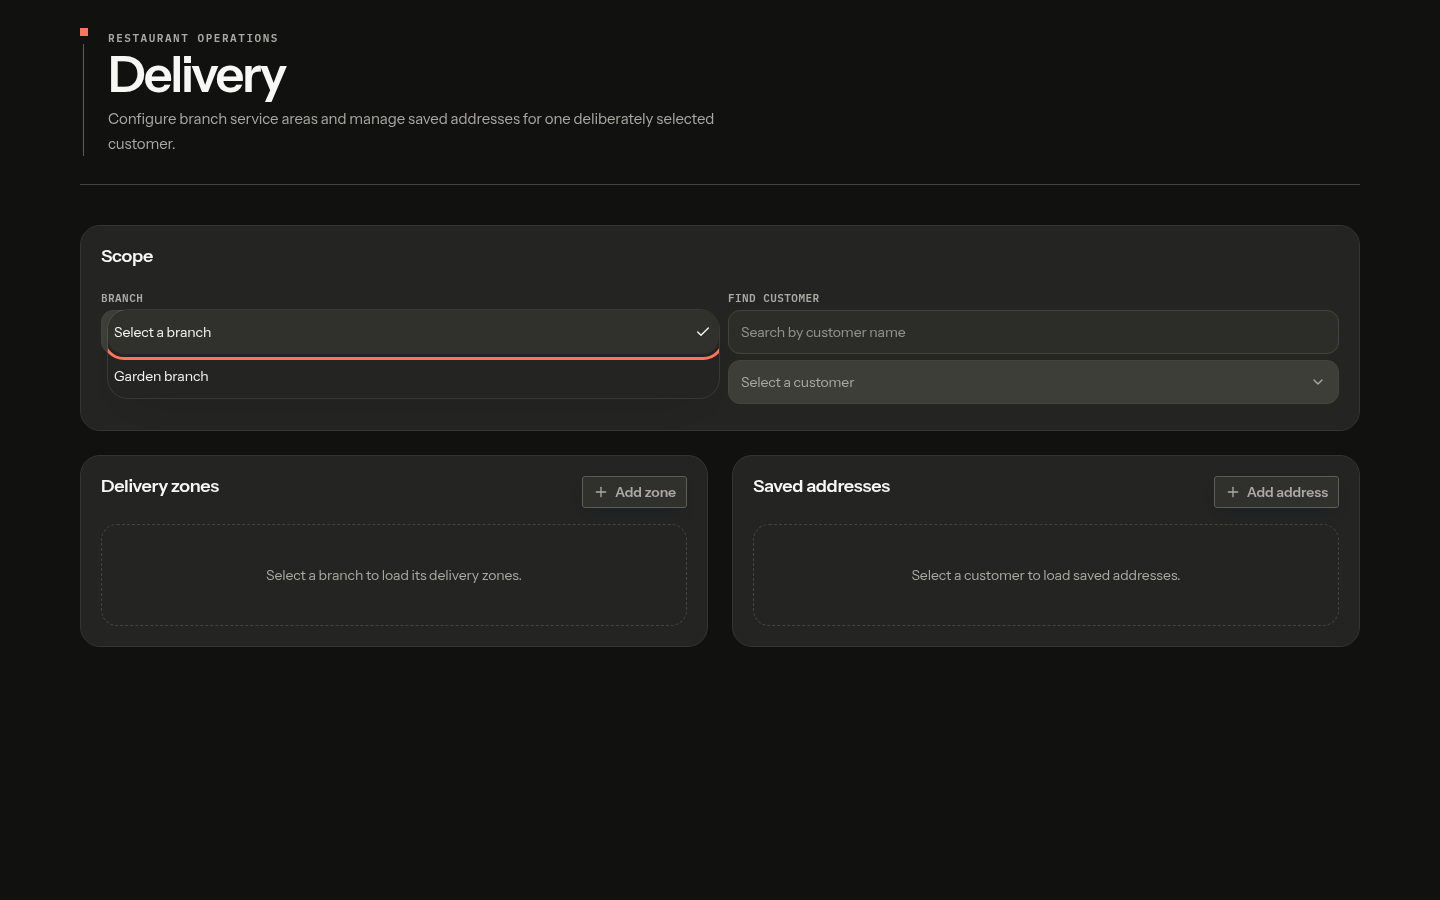 RESTAURANT OPERATIONS
Delivery
Configure branch service areas and manage saved addresses for one deliberately selected
customer.
Scope
BRANCH
Select a branch
Garden branch
FIND CUSTOMER
Search by customer name
Select a customer
Delivery zones
Add zone
Select a branch to load its delivery zones.
Saved addresses
Add address
Select a customer to load saved addresses.